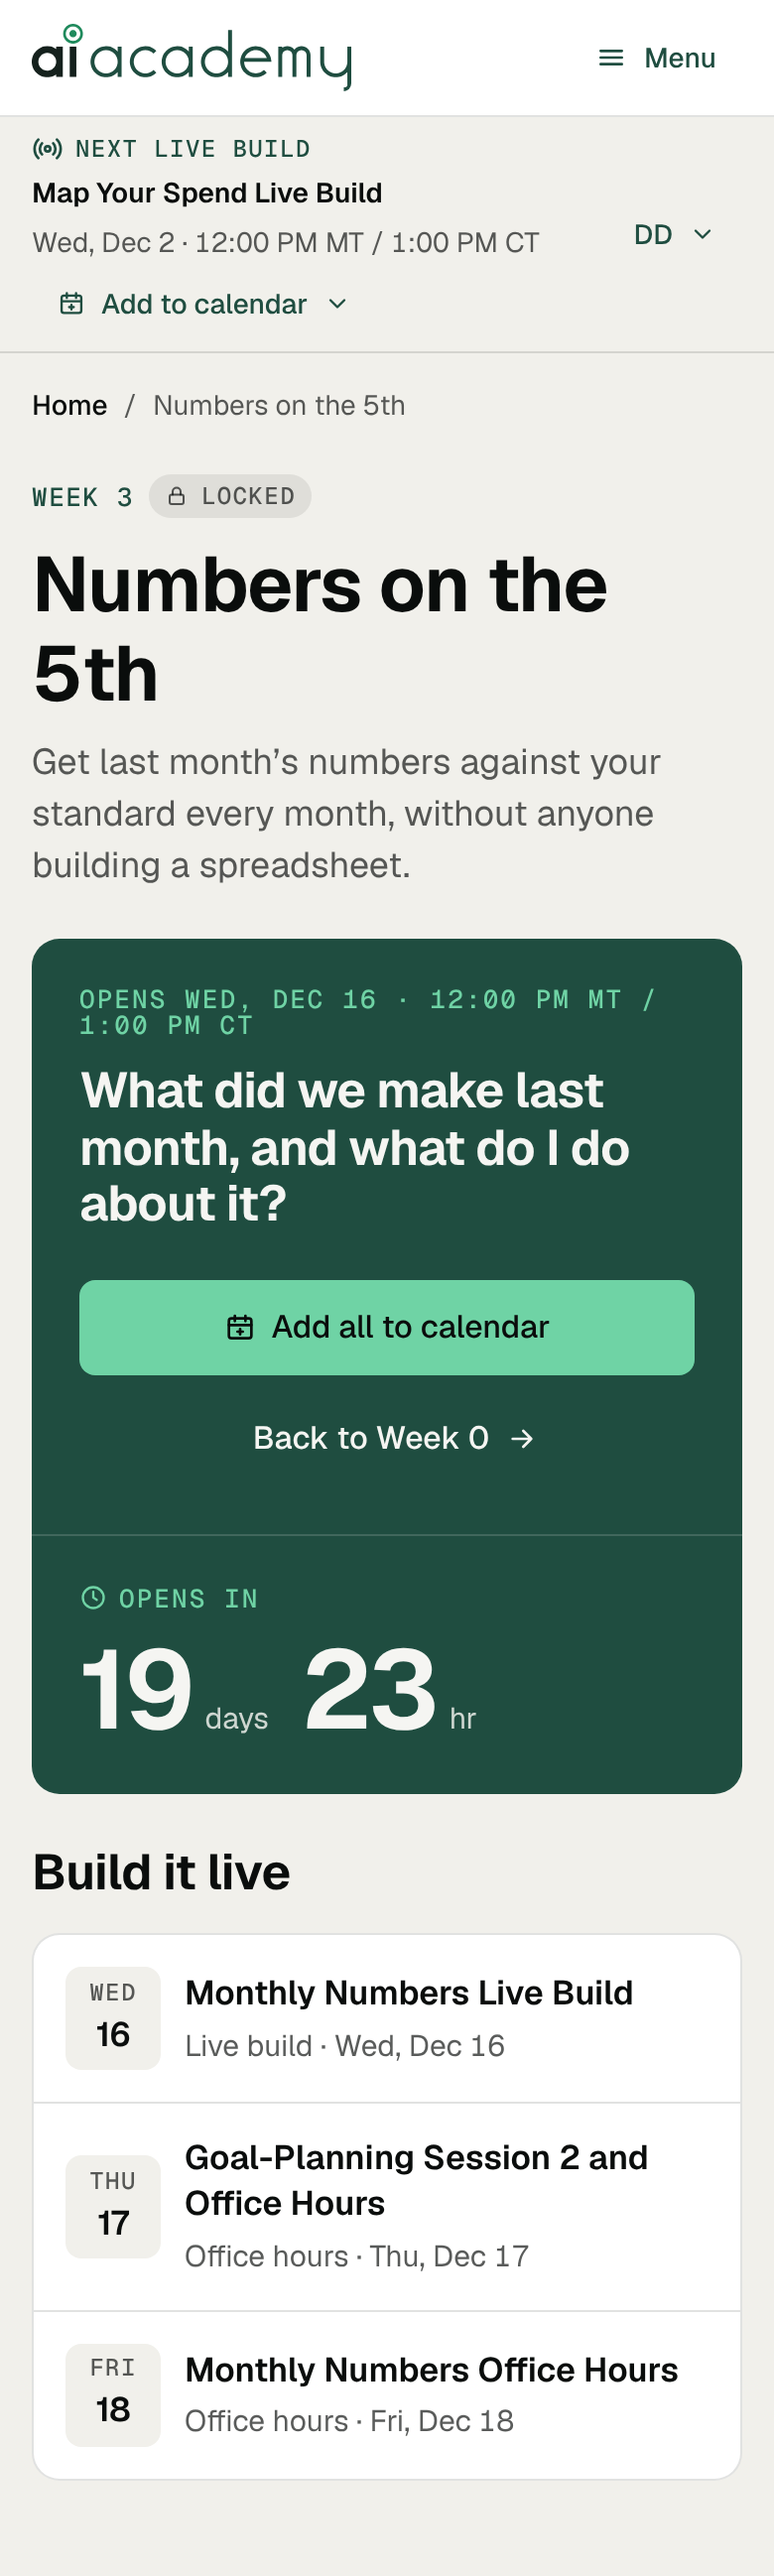 ai academy
Menu
NEXT LIVE BUILD
Map Your Spend Live Build
Wed, Dec 2 · 12:00 PM MT / 1:00 PM CT
DD
Add to calendar
Home / Numbers on the 5th
WEEK 3 LOCKED
Numbers on the
5th
Get last month’s numbers against your
standard every month, without anyone
building a spreadsheet.
OPENS WED, DEC 16 · 12:00 PM MT /
1:00 PM CT
What did we make last
month, and what do I do
about it?
Add all to calendar
Back to Week 0 →
OPENS IN
19 days 23 hr
Build it live
WED
16
Monthly Numbers Live Build
Live build · Wed, Dec 16
THU
17
Goal-Planning Session 2 and
Office Hours
Office hours · Thu, Dec 17
FRI
18
Monthly Numbers Office Hours
Office hours · Fri, Dec 18